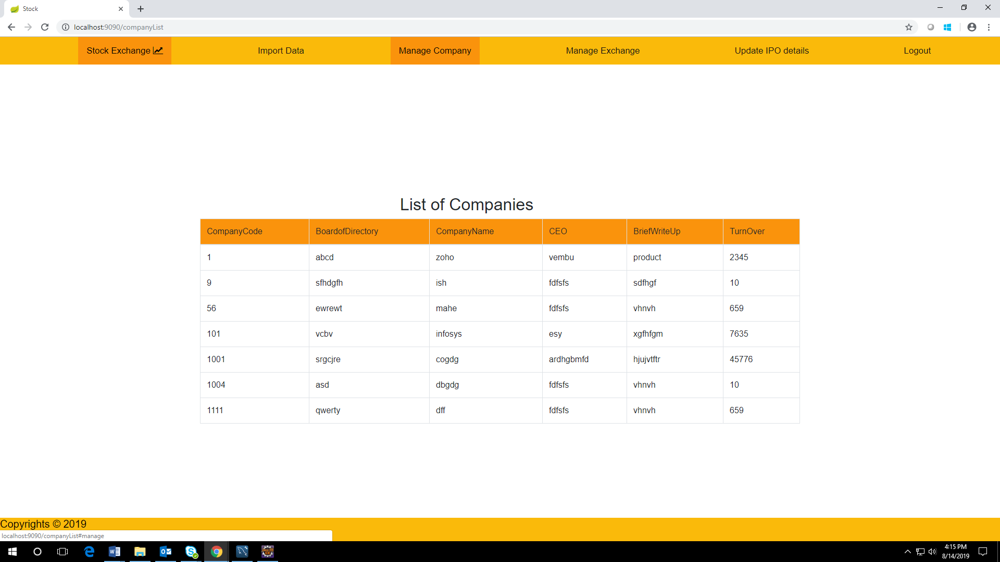 Stock
localhost:9090/companyList
Stock Exchange Import Data Manage Company Manage Exchange Update IPO details Logout
List of Companies
CompanyCode BoardofDirectory CompanyName CEO BriefWriteUp TurnOver
1 abcd zoho vembu product 2345
9 sfhdgfh ish fdfsfs sdfhgf 10
56 ewrewt mahe fdfsfs vhnvh 659
101 vcbv infosys esy xgfhfgm 7635
1001 srgcjre cogdg ardhgbmfd hjujvtftr 45776
1004 asd dbgdg fdfsfs vhnvh 10
1111 qwerty dff fdfsfs vhnvh 659
Copyrights © 2019
localhost:9090/companyList#manage
4:15 PM
8/14/2019